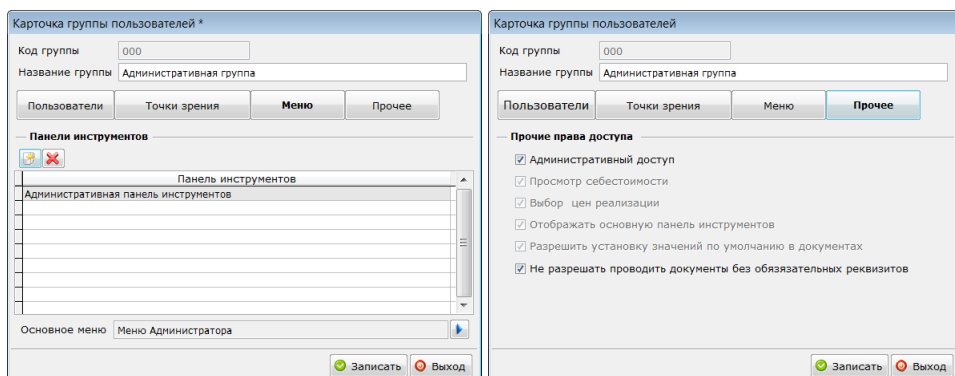 Карточка группы пользователей *
Код группы 000
Название группы Административная группа
Пользователи Точки зрения Меню Прочее
Панели инструментов
Панель инструментов
Административная панель инструментов
Основное меню Меню Администратора
Записать Выход
Карточка группы пользователей
Код группы 000
Название группы Административная группа
Пользователи Точки зрения Меню Прочее
Прочие права доступа
Административный доступ
Просмотр себестоимости
Выбор цен реализации
Отображать основную панель инструментов
Разрешить установку значений по умолчанию в документах
Не разрешать проводить документы без обязязательных реквизитов
Записать Выход